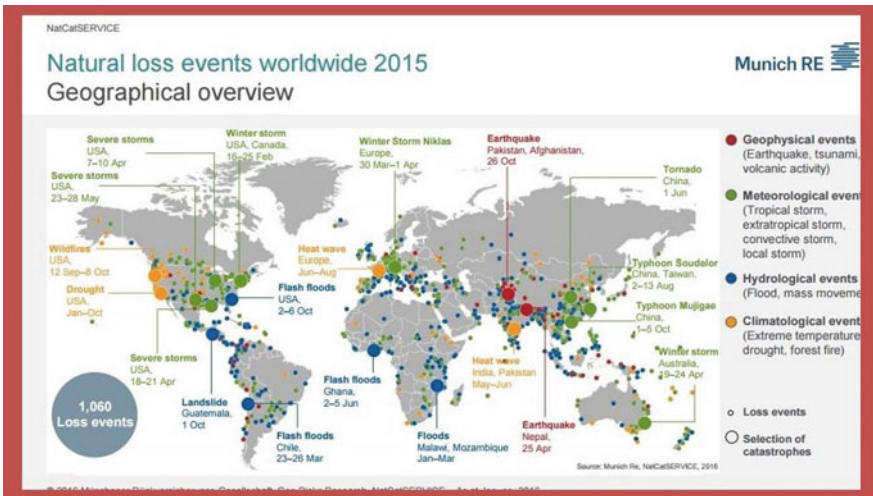 NatCatSERVICE
Natural loss events worldwide 2015
Geographical overview
Munich RE
Severe storms
USA,
7–10 Apr
Winter storm
USA, Canada,
16–25 Feb
Winter Storm Niklas
Europe,
30 Mar–1 Apr
Earthquake
Pakistan, Afghanistan,
26 Oct
Tornado
China,
1 Jun
Severe storms
USA,
23–28 May
Wildfires
USA,
12 Sep–8 Oct
Drought
USA,
Jan–Oct
Heat wave
Europe,
Jun–Aug
Flash floods
USA,
2–6 Oct
Typhoon Soudelor
China, Taiwan,
2–13 Aug
Typhoon Mujigae
China,
1–5 Oct
Severe storms
USA,
18–21 Apr
Landslide
Guatemala,
1 Oct
Flash floods
Chile,
23–26 Mar
Flash floods
Ghana,
2–5 Jun
Floods
Malawi, Mozambique
Jan–Mar
Heat wave
India, Pakistan
May–Jun
Earthquake
Nepal,
25 Apr
Winter storm
Australia,
19–24 Apr
1,060
Loss events
Source: Munich Re, NatCatSERVICE, 2016
Geophysical events
(Earthquake, tsunami,
volcanic activity)
Meteorological event
(Tropical storm,
extratropical storm,
convective storm,
local storm)
Hydrological events
(Flood, mass moveme
Climatological event
(Extreme temperature
drought, forest fire)
Loss events
Selection of
catastrophes